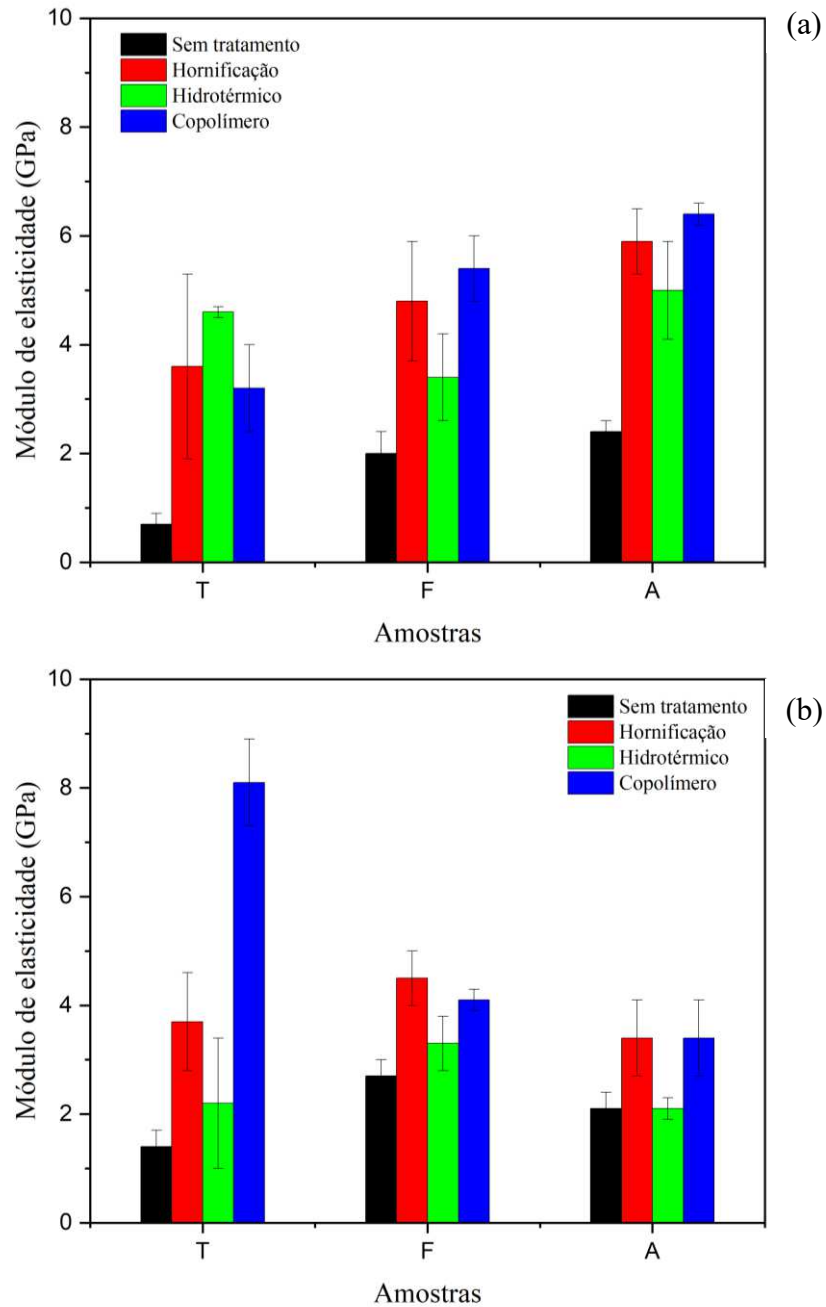 (a)
10
8
6
4
2
0
Módulo de elasticidade (GPa)
Sem tratamento
Hornificação
Hidrotérmico
Copolímero
T F A
Amostras
(b)
10
8
6
4
2
0
Módulo de elasticidade (GPa)
Sem tratamento
Hornificação
Hidrotérmico
Copolímero
T F A
Amostras